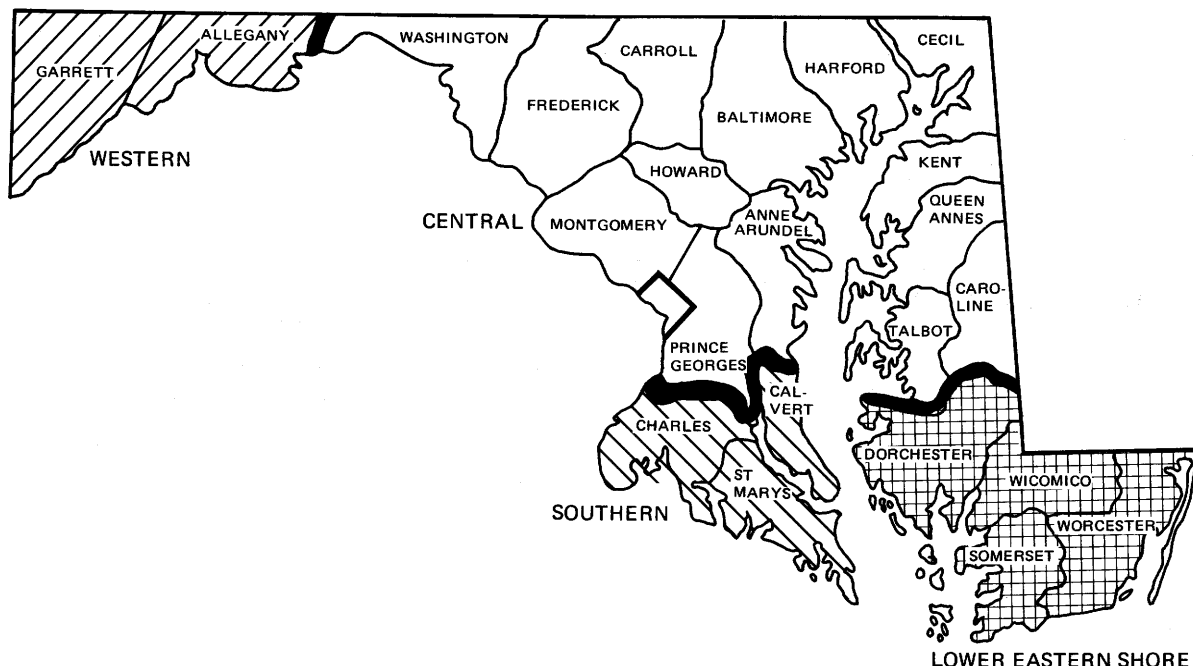 ALLEGANY
WASHINGTON
CARROLL
CECIL
GARRETT
HARFORD
FREDERICK
BALTIMORE
WESTERN
KENT
HOWARD
QUEEN
ANNES
CENTRAL
MONTGOMERY
ANNE
ARUNDEL
CARO-
LINE
TALBOT
PRINCE
GEORGES
CAL-
VERT
CHARLES
DORCHESTER
ST
MARYS
WICOMICO
SOUTHERN
WORCESTER
SOMERSET
LOWER EASTERN SHORE